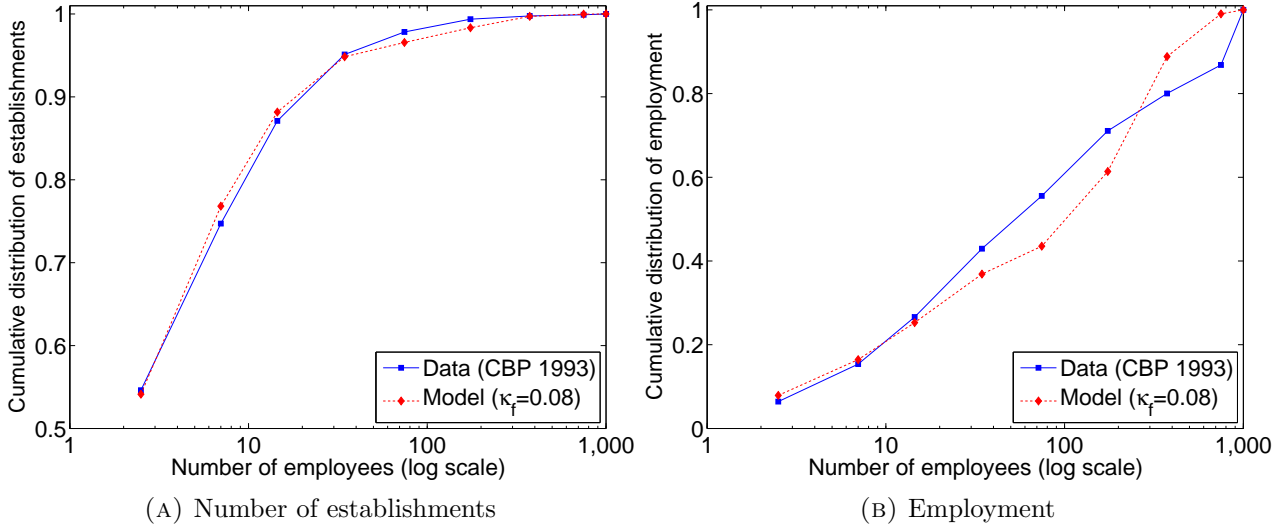 Cumulative distribution of establishments
1
0.9
0.8
0.7
0.6
0.5
1
10
100
1,000
Number of employees (log scale)
Data (CBP 1993)
Model (κ_f=0.08)
(A) Number of establishments
Cumulative distribution of employment
1
0.8
0.6
0.4
0.2
0
1
10
100
1,000
Number of employees (log scale)
Data (CBP 1993)
Model (κ_f=0.08)
(B) Employment